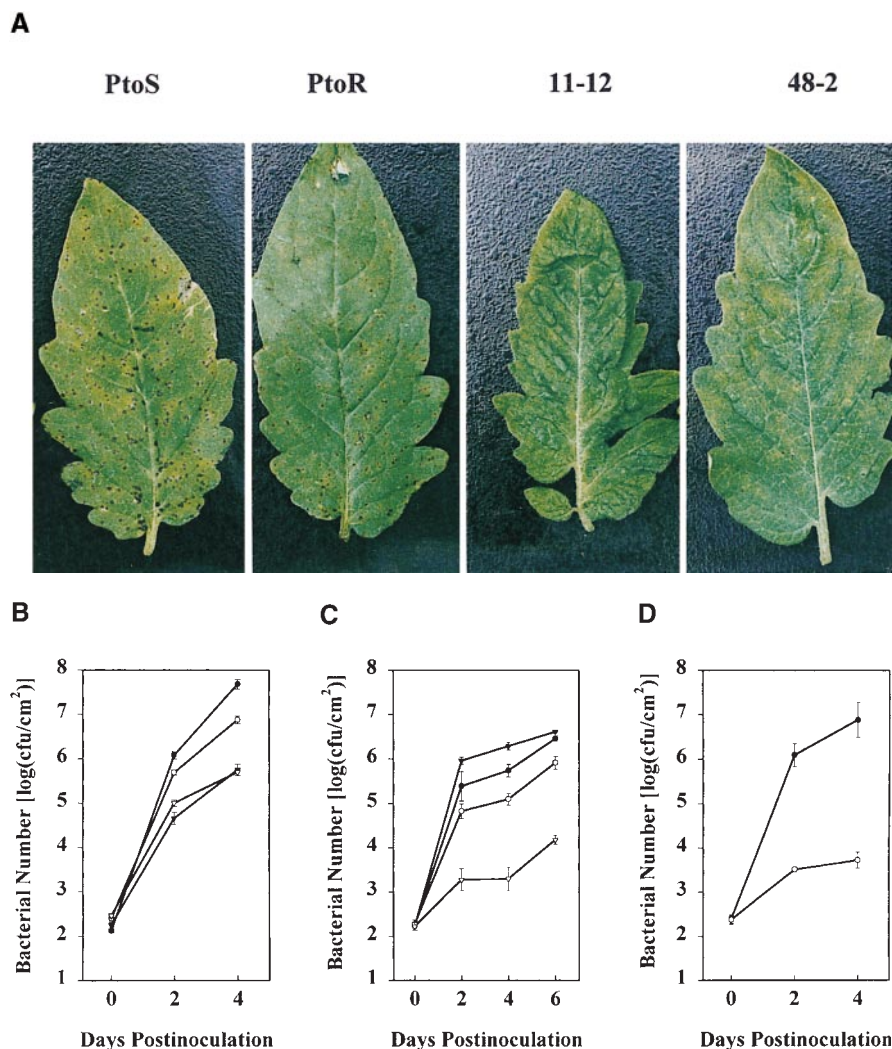 A
PtoS PtoR 11-12 48-2
B C D
8 8 8
7 7 7
6 6 6
5 5 5
4 4 4
3 3 3
2 2 2
1 1 1
Bacterial Number [log(cfu/cm²)] Bacterial Number [log(cfu/cm²)] Bacterial Number [log(cfu/cm²)]
0 2 4 0 2 4 6 0 2 4
Days Postinoculation Days Postinoculation Days Postinoculation